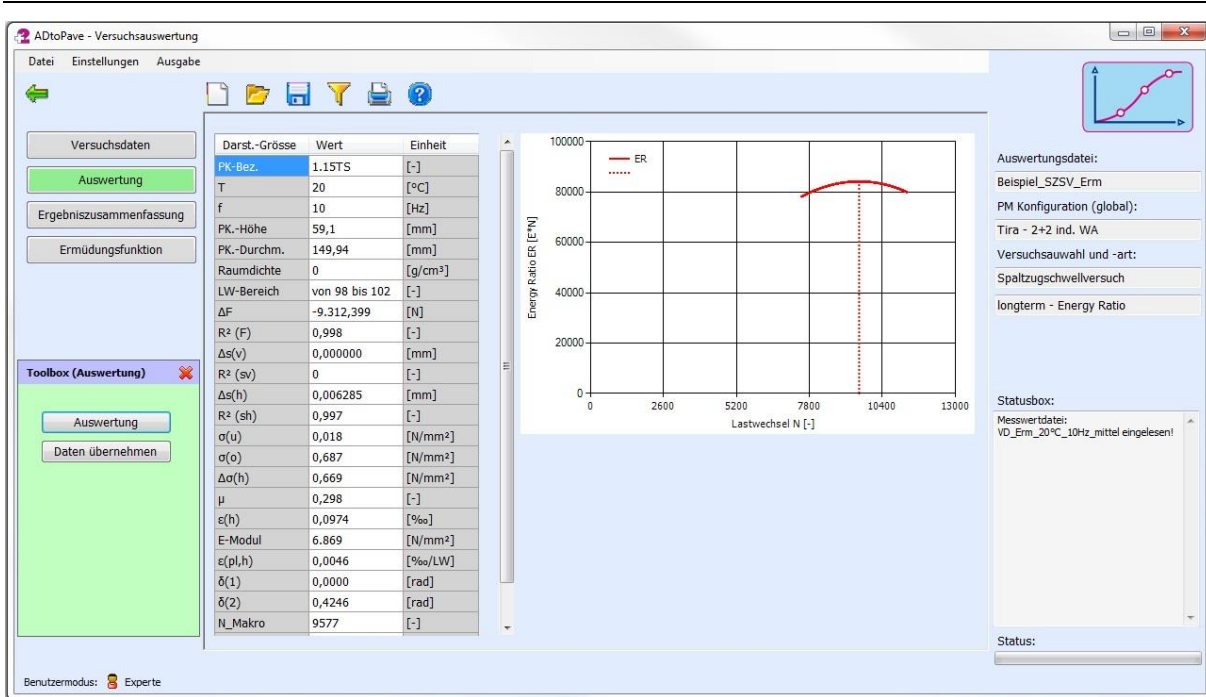 ADtoPave - Versuchsauswertung
Datei Einstellungen Ausgabe
Versuchsdaten
Auswertung
Ergebniszusammenfassung
Ermüdungsfunktion
Toolbox (Auswertung)
Auswertung
Daten übernehmen
Darst.-Grösse Wert Einheit
PK-Bez. 1.15TS [-]
T 20 [°C]
f 10 [Hz]
PK.-Höhe 59,1 [mm]
PK.-Durchm. 149,94 [mm]
Raumdichte 0 [g/cm³]
LW-Bereich von 98 bis 102 [-]
ΔF -9.312,399 [N]
R² (F) 0,998 [-]
Δs(v) 0,000000 [mm]
R² (sv) 0 [-]
Δs(h) 0,006285 [mm]
R² (sh) 0,997 [-]
σ(u) 0,018 [N/mm²]
σ(o) 0,687 [N/mm²]
Δσ(h) 0,669 [N/mm²]
μ 0,298 [-]
ε(h) 0,0974 [‰]
E-Modul 6.869 [N/mm²]
ε(pl,h) 0,0046 [‰/LW]
δ(1) 0,0000 [rad]
δ(2) 0,4246 [rad]
N_Makro 9577 [-]
ER
Energy Ratio ER [E*N]
100000
80000
60000
40000
20000
0
0 2600 5200 7800 10400 13000
Lastwechsel N [-]
Auswertungsdatei:
Beispiel_SZSV_Erm
PM Konfiguration (global):
Tira - 2+2 ind. WA
Versuchsauwahl und -art:
Spaltzugschwellversuch
longterm - Energy Ratio
Statusbox:
Messwertdatei:
VD_Erm_20°C_10Hz_mittel eingelesen!
Status:
Benutzermodus: Experte